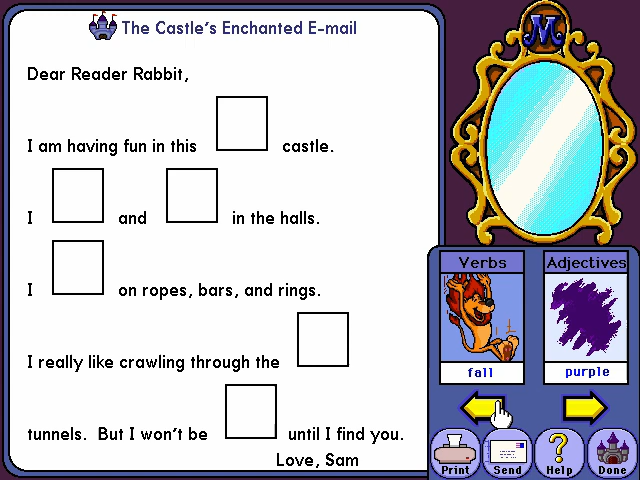 The Castle's Enchanted E-mail
Dear Reader Rabbit,
I am having fun in this castle.
I and in the halls.
I on ropes, bars, and rings.
I really like crawling through the
tunnels. But I won't be until I find you.
Love, Sam
M
Verbs Adjectives
fall purple
Print Send Help Done